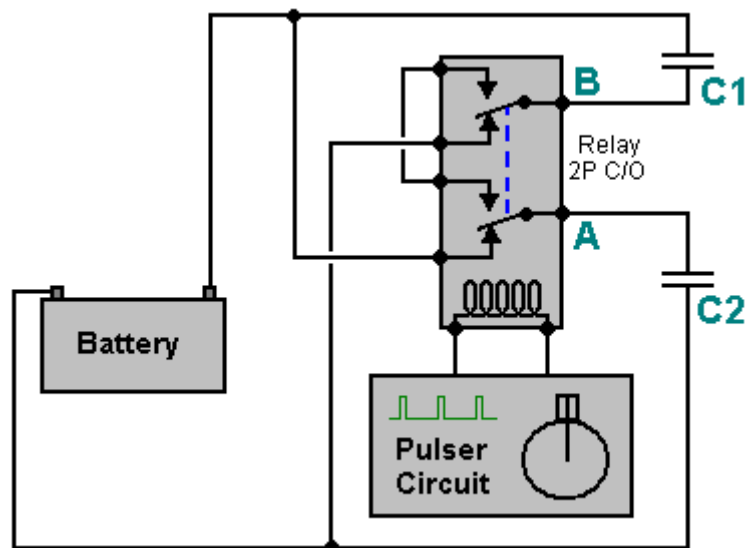 B
C1
Relay
2P C/O
A
C2
Battery
Pulser
Circuit